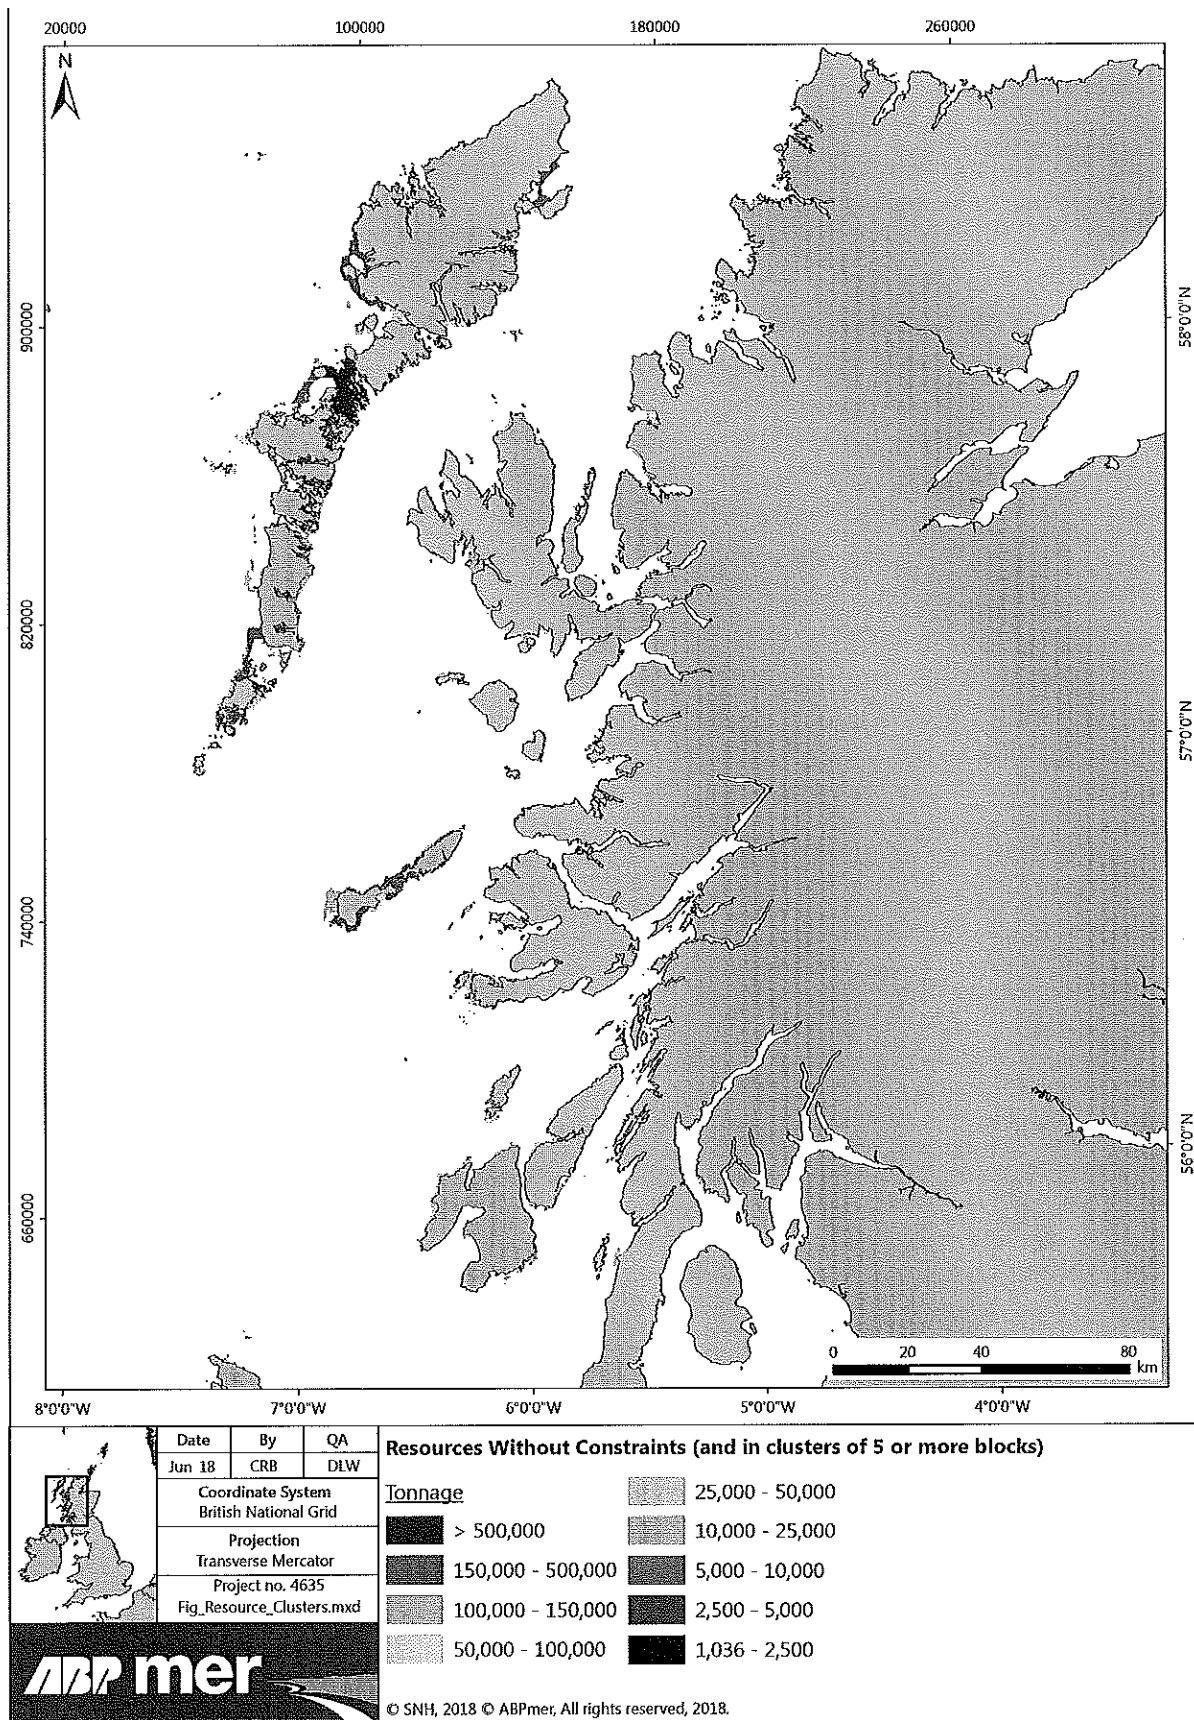 20000 100000 180000 260000
N
900000
820000
740000
660000
58°0'0"N
57°0'0"N
56°0'0"N
0 20 40 80
km
8°0'0"W 7°0'0"W 6°0'0"W 5°0'0"W 4°0'0"W
Date By QA
Jun 18 CRB DLW
Coordinate System
British National Grid
Projection
Transverse Mercator
Project no. 4635
Fig_Resource_Clusters.mxd
ABPmer
Resources Without Constraints (and in clusters of 5 or more blocks)
Tonnage
> 500,000
150,000 - 500,000
100,000 - 150,000
50,000 - 100,000
25,000 - 50,000
10,000 - 25,000
5,000 - 10,000
2,500 - 5,000
1,036 - 2,500
© SNH, 2018 © ABPmer, All rights reserved, 2018.